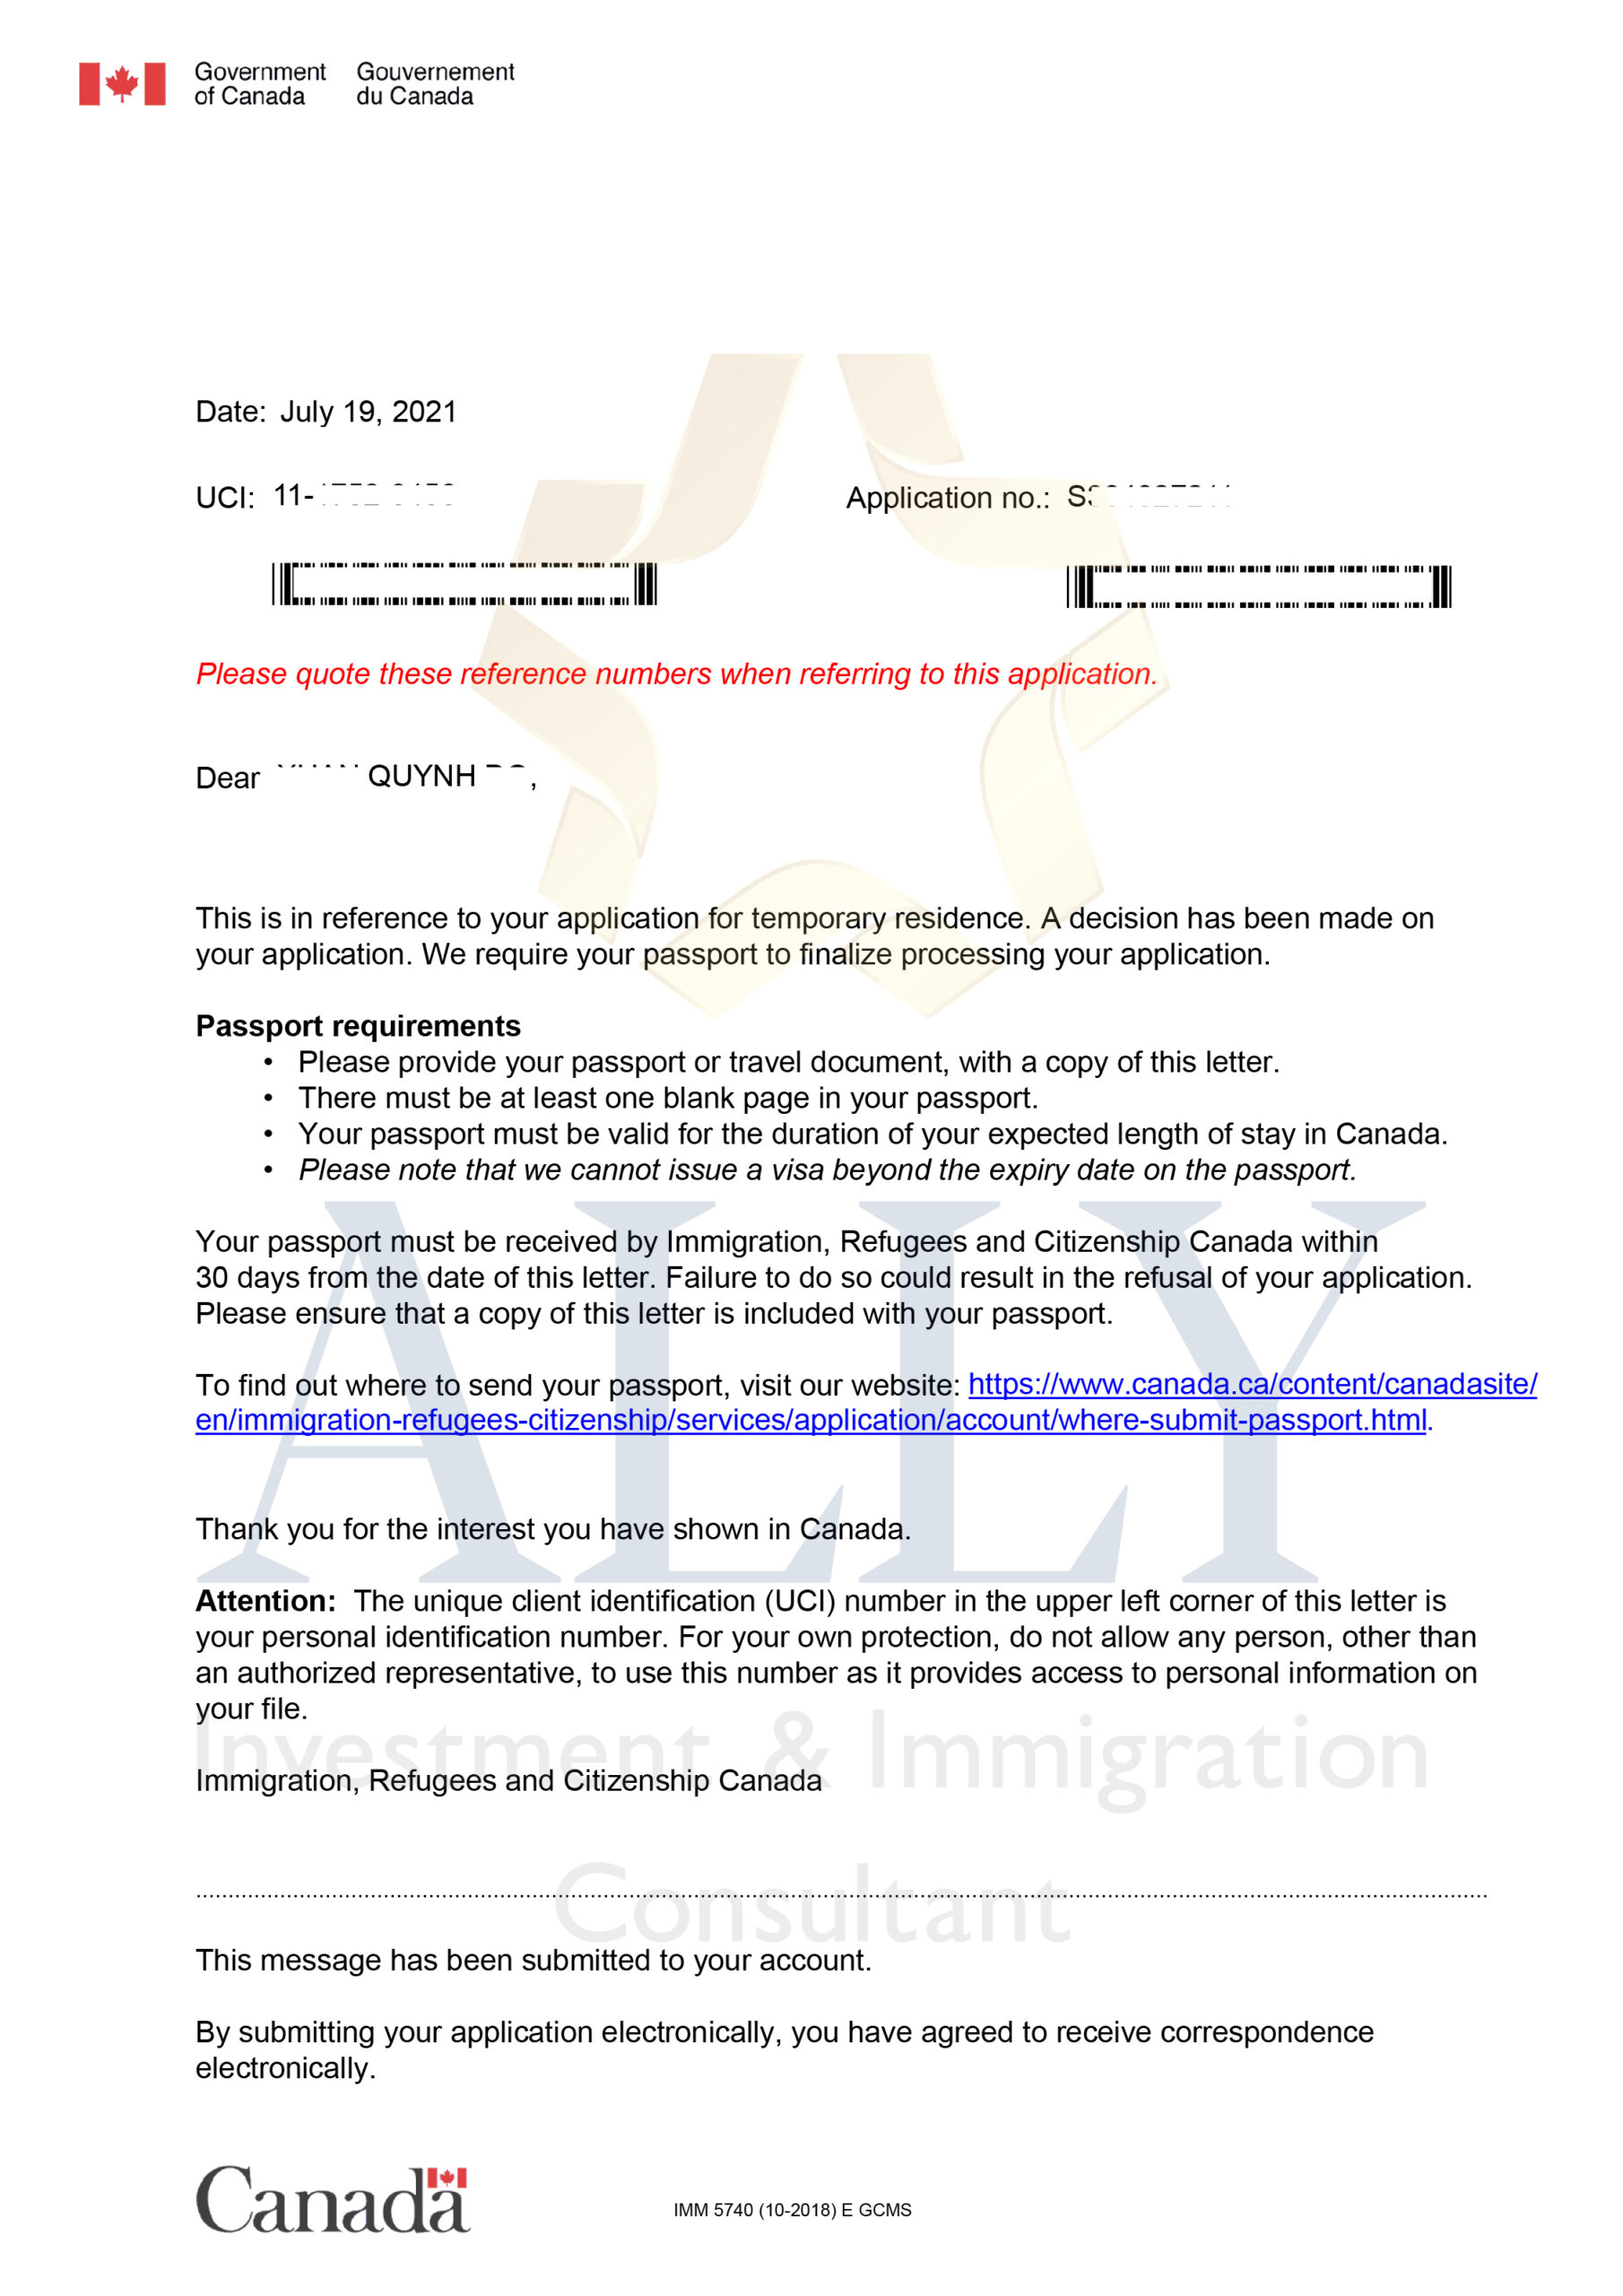 Government Gouvernement
of Canada du Canada
Date: July 19, 2021
UCI: 11-
Application no.: S
Please quote these reference numbers when referring to this application.
Dear QUYNH ,
This is in reference to your application for temporary residence. A decision has been made on
your application. We require your passport to finalize processing your application.
Passport requirements
• Please provide your passport or travel document, with a copy of this letter.
• There must be at least one blank page in your passport.
• Your passport must be valid for the duration of your expected length of stay in Canada.
• Please note that we cannot issue a visa beyond the expiry date on the passport.
Your passport must be received by Immigration, Refugees and Citizenship Canada within
30 days from the date of this letter. Failure to do so could result in the refusal of your application.
Please ensure that a copy of this letter is included with your passport.
To find out where to send your passport, visit our website: https://www.canada.ca/content/canadasite/
en/immigration-refugees-citizenship/services/application/account/where-submit-passport.html.
Thank you for the interest you have shown in Canada.
Attention: The unique client identification (UCI) number in the upper left corner of this letter is
your personal identification number. For your own protection, do not allow any person, other than
an authorized representative, to use this number as it provides access to personal information on
your file.
Immigration, Refugees and Citizenship Canada
This message has been submitted to your account.
By submitting your application electronically, you have agreed to receive correspondence
electronically.
Canada
IMM 5740 (10-2018) E GCMS
ALLY
Investment & Immigration
Consultant